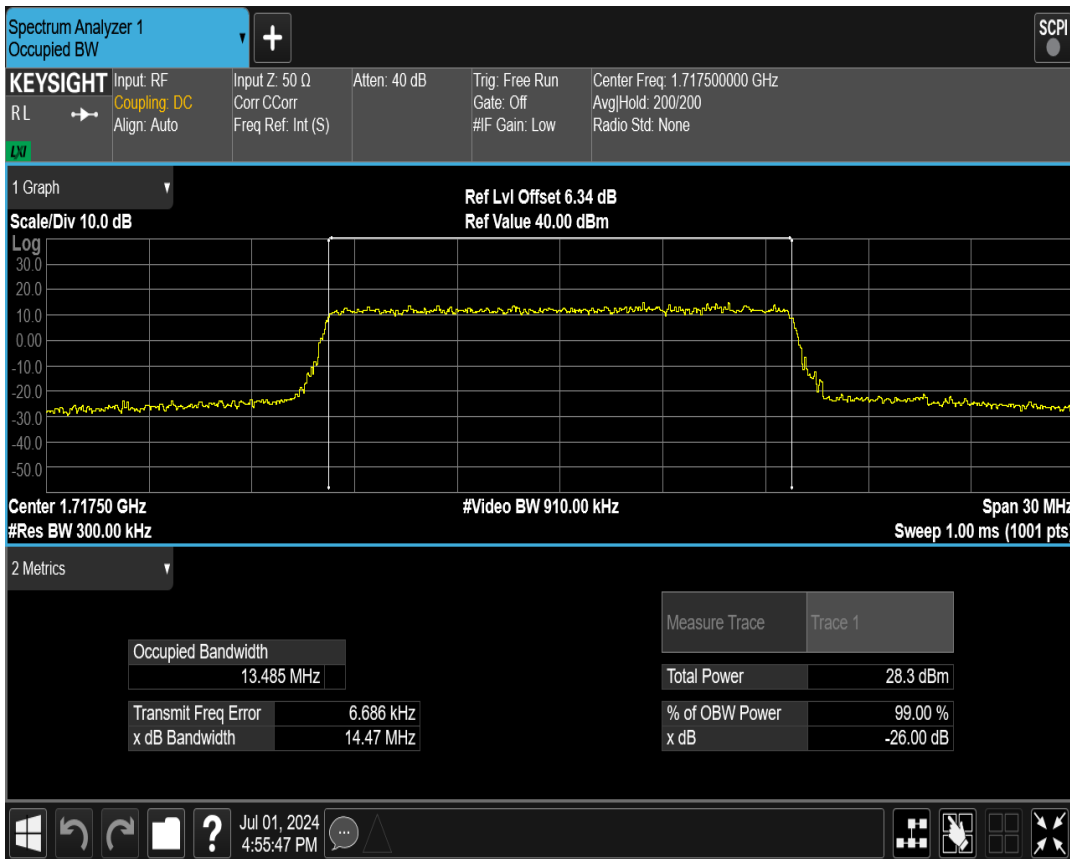 Spectrum Analyzer 1
Occupied BW
+
SCPI
KEYSIGHT
R L
LXI
Input: RF
Coupling: DC
Align: Auto
Input Z: 50 Ω
Corr CCorr
Freq Ref: Int (S)
Atten: 40 dB
Trig: Free Run
Gate: Off
#IF Gain: Low
Center Freq: 1.717500000 GHz
Avg|Hold: 200/200
Radio Std: None
1 Graph
Ref Lvl Offset 6.34 dB
Scale/Div 10.0 dB
Ref Value 40.00 dBm
Log
30.0
20.0
10.0
0.00
-10.0
-20.0
-30.0
-40.0
-50.0
Center 1.71750 GHz
#Video BW 910.00 kHz
Span 30 MHz
#Res BW 300.00 kHz
Sweep 1.00 ms (1001 pts)
2 Metrics
Measure Trace Trace 1
Occupied Bandwidth
13.485 MHz
Total Power 28.3 dBm
Transmit Freq Error 6.686 kHz
% of OBW Power 99.00 %
x dB Bandwidth 14.47 MHz
x dB -26.00 dB
?
Jul 01, 2024
4:55:47 PM